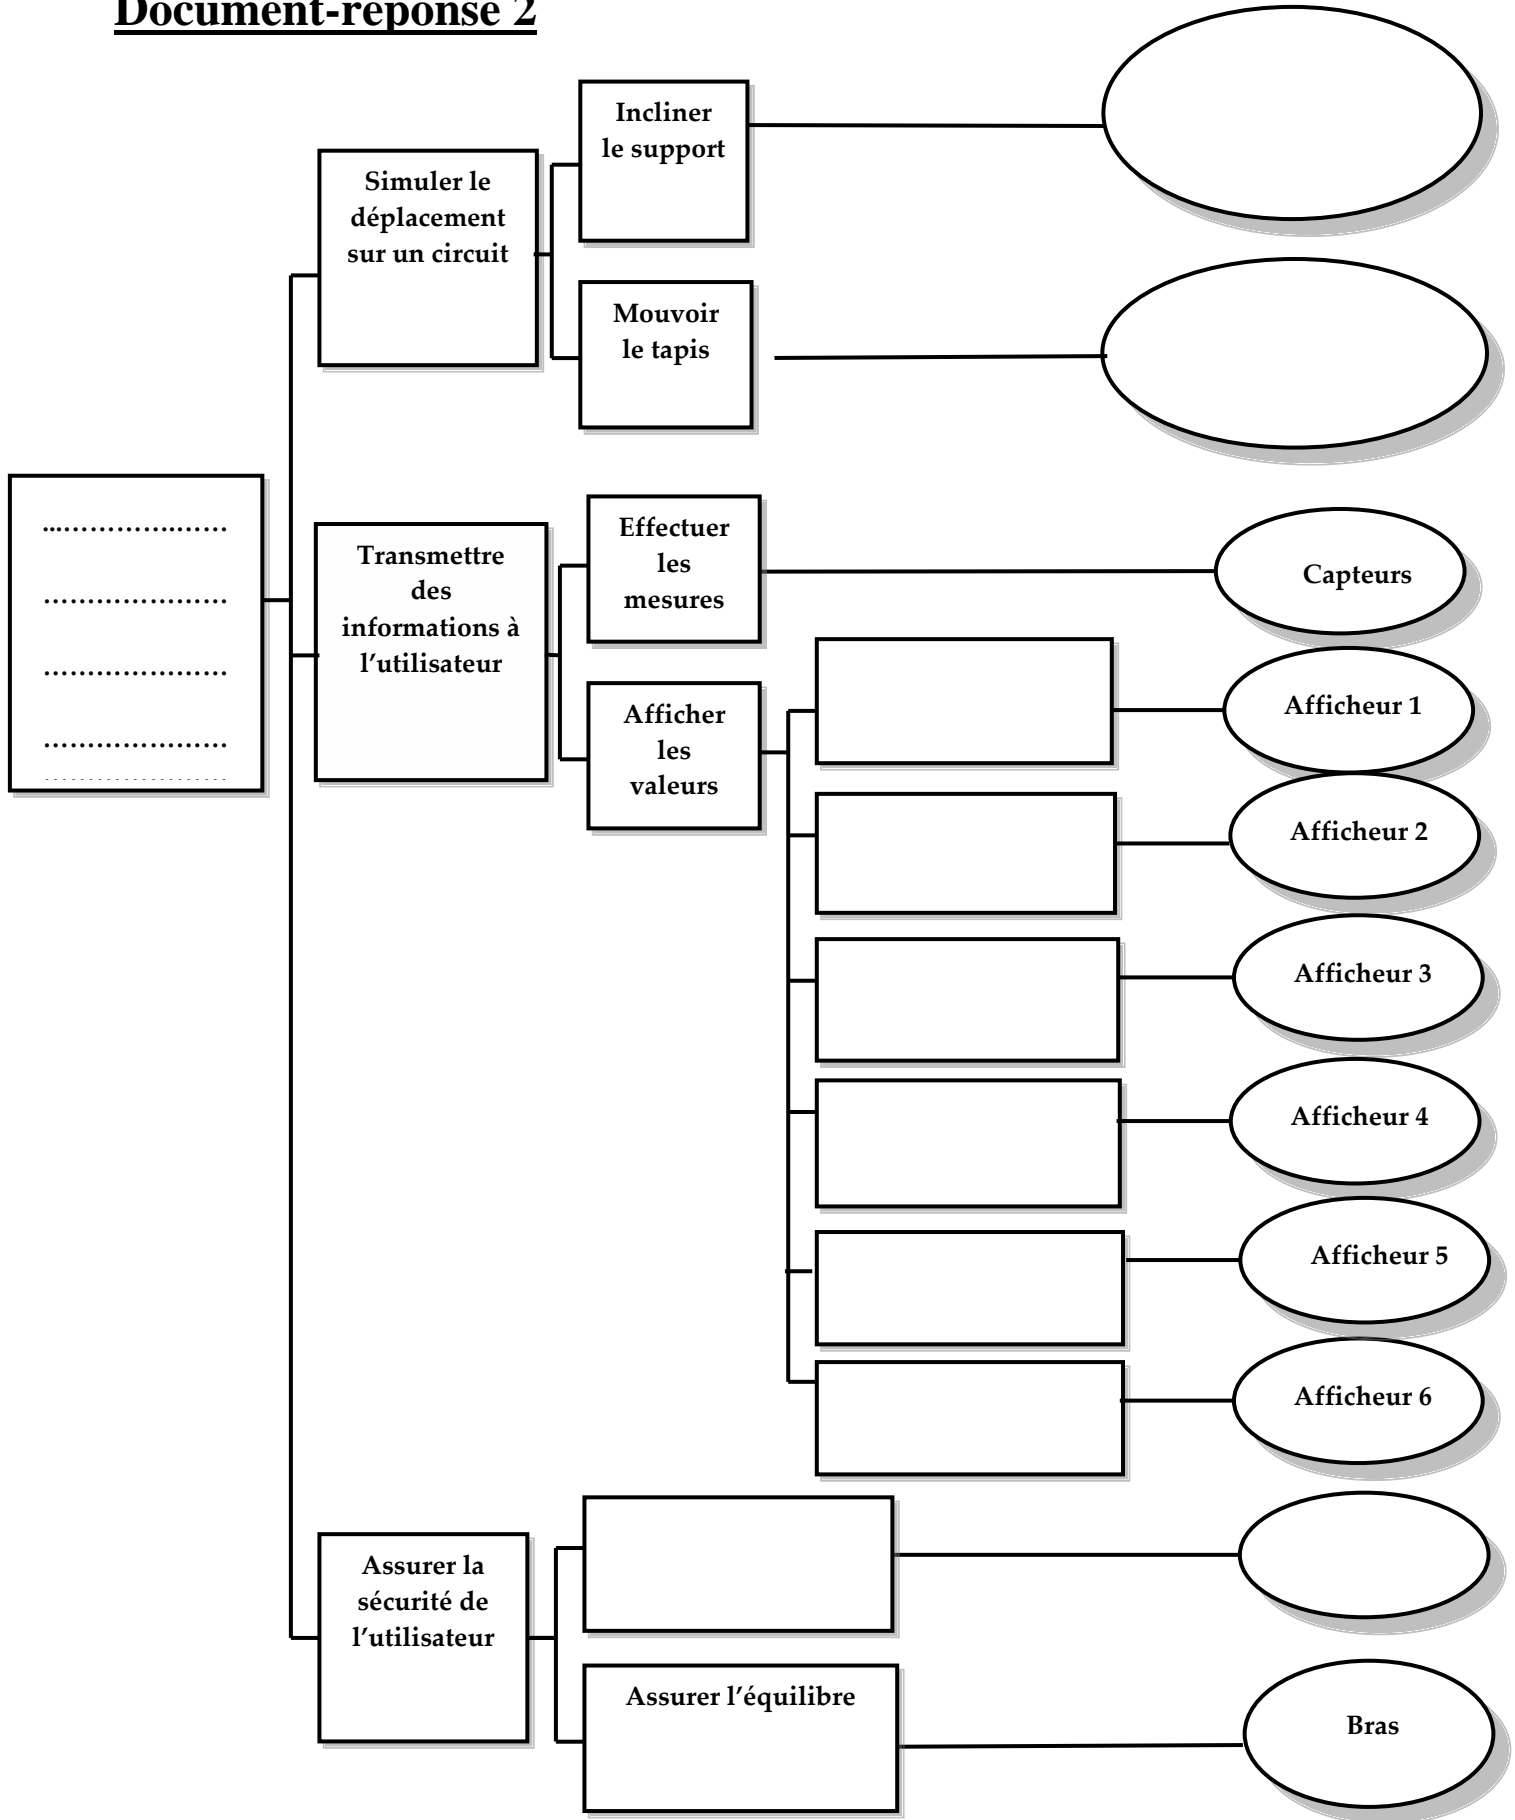 Document-réponse 2
Incliner
le support
Simuler le
déplacement
sur un circuit
Mouvoir
le tapis
...………….……
…………………
…………………
…………………
…………………
Transmettre
des
informations à
l’utilisateur
Effectuer
les
mesures
Capteurs
Afficher
les
valeurs
Afficheur 1
Afficheur 2
Afficheur 3
Afficheur 4
Afficheur 5
Afficheur 6
Assurer la
sécurité de
l’utilisateur
Assurer l’équilibre
Bras